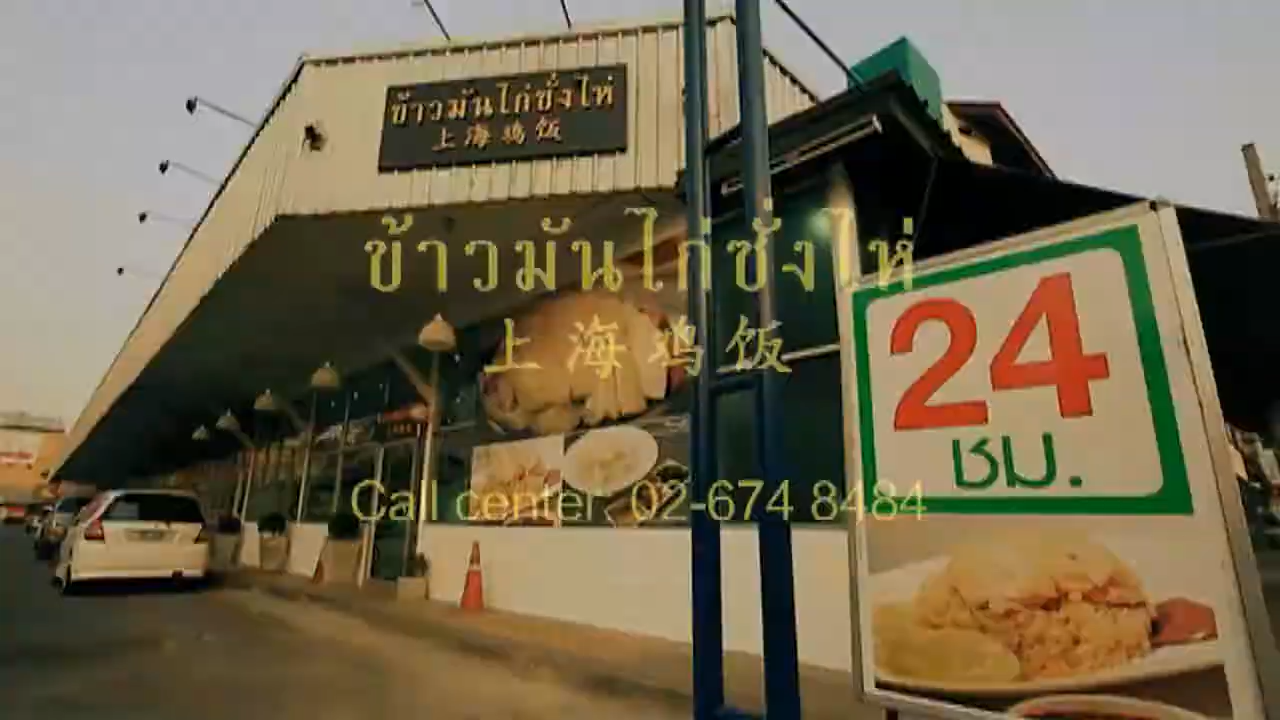 ข้าวมันไก่ซั่งไห่
上海鸡饭
ข้าวมันไก่ซั่งไห่
上海鸡饭
Call center 02-674 8484
24
ชม.